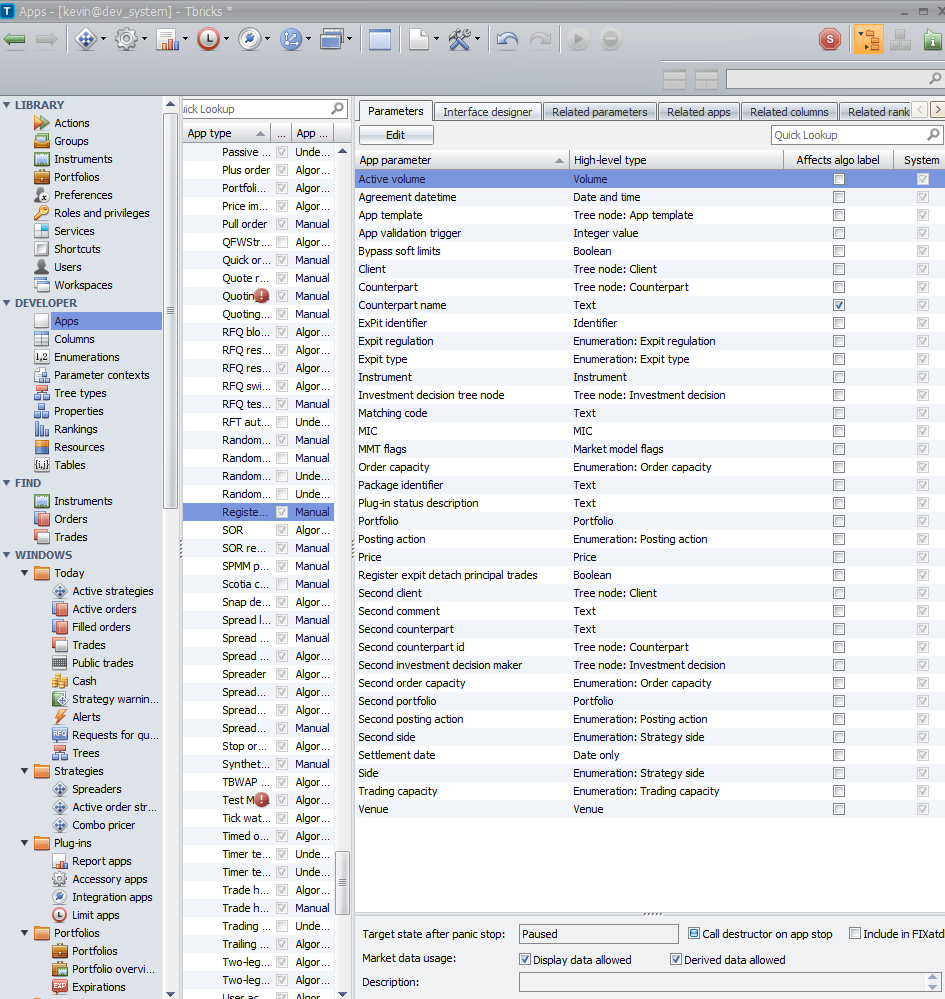 Apps - [kevin@dev_system] - Tbricks *
S
LIBRARY
Actions
Groups
Instruments
Portfolios
Preferences
Roles and privileges
Services
Shortcuts
Users
Workspaces
DEVELOPER
Apps
Columns
Enumerations
Parameter contexts
Tree types
Properties
Rankings
Resources
Tables
FIND
Instruments
Orders
Trades
WINDOWS
Today
Active strategies
Active orders
Filled orders
Trades
Public trades
Cash
Strategy warnin...
Alerts
Requests for qu...
Trees
Strategies
Spreaders
Active order str...
Combo pricer
Plug-ins
Report apps
Accessory apps
Integration apps
Limit apps
Portfolios
Portfolios
Portfolio overvi...
Expirations
uick Lookup
App type ... App ...
Passive ... Unde...
Plus order Algor...
Portfoli... Algor...
Price im... Algor...
Pull order Manual
QFWStr... Algor...
Quick or... Manual
Quote r... Manual
Quotin Manual
Quoting... Manual
RFQ blo... Algor...
RFQ res... Algor...
RFQ res... Algor...
RFQ swi... Algor...
RFQ tes... Manual
RFT aut... Unde...
Random... Manual
Random... Manual
Random... Unde...
Random... Unde...
Registe... Manual
SOR Algor...
SOR re... Manual
SPMM p... Manual
Scotia c... Manual
Snap de... Algor...
Spread l... Manual
Spread ... Manual
Spread ... Algor...
Spreader Algor...
Spread... Algor...
Spread... Algor...
Spread... Manual
Stop or... Algor...
Synthet... Manual
TBWAP ... Algor...
Test M Algor...
Tick wat... Algor...
Timed o... Algor...
Timer te... Unde...
Timer te... Unde...
Trade h... Algor...
Trade h... Manual
Trading ... Unde...
Trailing ... Algor...
Two-leg... Algor...
Two-leg... Algor...
User ac... Algor...
Parameters Interface designer Related parameters Related apps Related columns Related rank
Edit Quick Lookup
App parameter High-level type Affects algo label System
Active volume Volume
Agreement datetime Date and time
App template Tree node: App template
App validation trigger Integer value
Bypass soft limits Boolean
Client Tree node: Client
Counterpart Tree node: Counterpart
Counterpart name Text
ExPit identifier Identifier
Expit regulation Enumeration: Expit regulation
Expit type Enumeration: Expit type
Instrument Instrument
Investment decision tree node Tree node: Investment decision
Matching code Text
MIC MIC
MMT flags Market model flags
Order capacity Enumeration: Order capacity
Package identifier Text
Plug-in status description Text
Portfolio Portfolio
Posting action Enumeration: Posting action
Price Price
Register expit detach principal trades Boolean
Second client Tree node: Client
Second comment Text
Second counterpart Text
Second counterpart id Tree node: Counterpart
Second investment decision maker Tree node: Investment decision
Second order capacity Enumeration: Order capacity
Second portfolio Portfolio
Second posting action Enumeration: Posting action
Second side Enumeration: Strategy side
Settlement date Date only
Side Enumeration: Strategy side
Trading capacity Enumeration: Trading capacity
Venue Venue
Target state after panic stop: Paused Call destructor on app stop Include in FIXatd
Market data usage: Display data allowed Derived data allowed
Description: